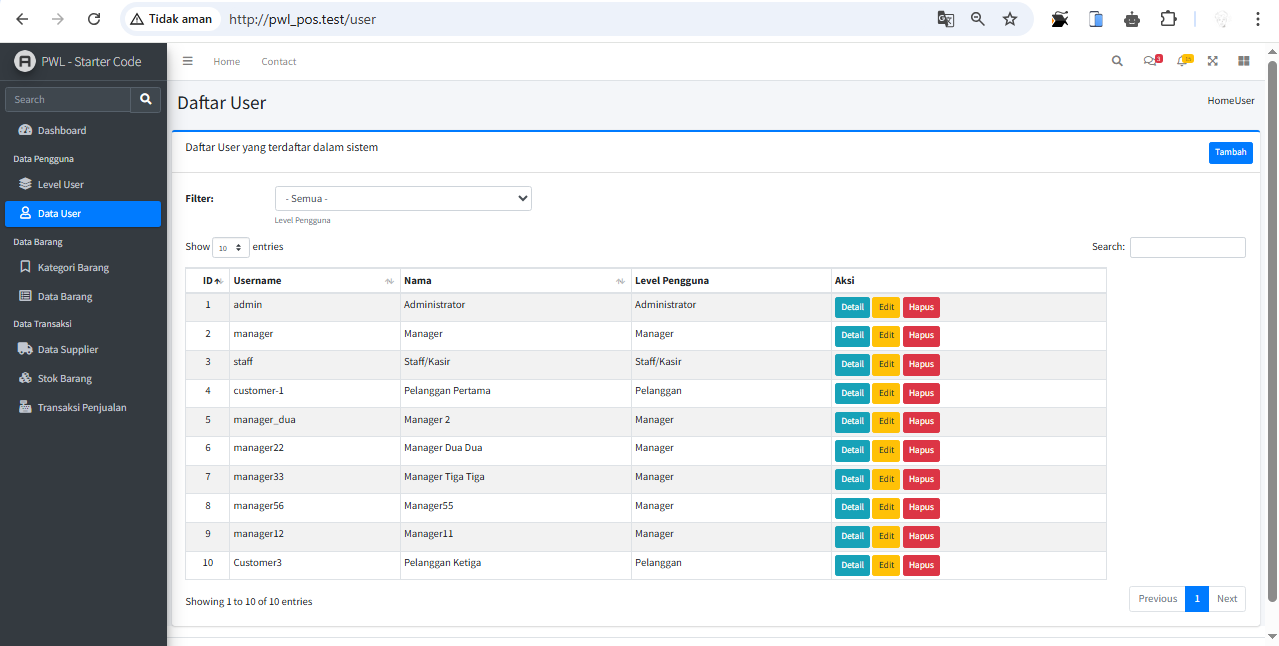 Tidak aman http://pwl_pos.test/user
PWL - Starter Code
Home Contact
3
15
Search
Daftar User
HomeUser
Dashboard
Data Pengguna
Level User
Data User
Data Barang
Kategori Barang
Data Barang
Data Transaksi
Data Supplier
Stok Barang
Transaksi Penjualan
Daftar User yang terdaftar dalam sistem
Tambah
Filter: - Semua -
Level Pengguna
Show 10 entries
Search:
ID Username Nama Level Pengguna Aksi
1 admin Administrator Administrator Detail Edit Hapus
2 manager Manager Manager Detail Edit Hapus
3 staff Staff/Kasir Staff/Kasir Detail Edit Hapus
4 customer-1 Pelanggan Pertama Pelanggan Detail Edit Hapus
5 manager_dua Manager 2 Manager Detail Edit Hapus
6 manager22 Manager Dua Dua Manager Detail Edit Hapus
7 manager33 Manager Tiga Tiga Manager Detail Edit Hapus
8 manager56 Manager55 Manager Detail Edit Hapus
9 manager12 Manager11 Manager Detail Edit Hapus
10 Customer3 Pelanggan Ketiga Pelanggan Detail Edit Hapus
Showing 1 to 10 of 10 entries
Previous 1 Next